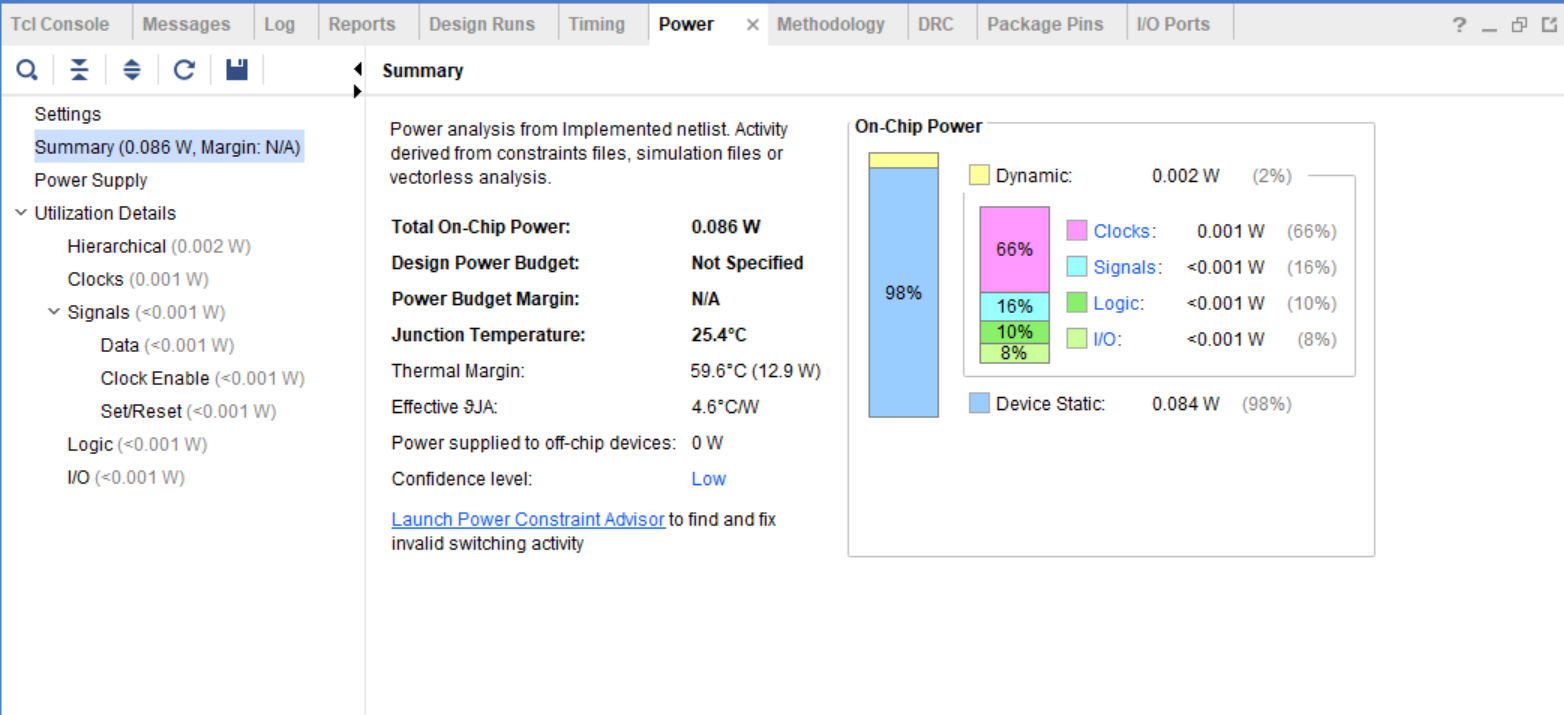 Tcl Console Messages Log Reports Design Runs Timing Power × Methodology DRC Package Pins I/O Ports ?
Summary
Settings
Summary (0.086 W, Margin: N/A)
Power Supply
Utilization Details
Hierarchical (0.002 W)
Clocks (0.001 W)
Signals (<0.001 W)
Data (<0.001 W)
Clock Enable (<0.001 W)
Set/Reset (<0.001 W)
Logic (<0.001 W)
I/O (<0.001 W)
Power analysis from Implemented netlist. Activity
derived from constraints files, simulation files or
vectorless analysis.
Total On-Chip Power: 0.086 W
Design Power Budget: Not Specified
Power Budget Margin: N/A
Junction Temperature: 25.4°C
Thermal Margin: 59.6°C (12.9 W)
Effective ϑJA: 4.6°C/W
Power supplied to off-chip devices: 0 W
Confidence level: Low
Launch Power Constraint Advisor to find and fix
invalid switching activity
On-Chip Power
98%
Dynamic: 0.002 W (2%)
66%
16%
10%
8%
Clocks: 0.001 W (66%)
Signals: <0.001 W (16%)
Logic: <0.001 W (10%)
I/O: <0.001 W (8%)
Device Static: 0.084 W (98%)